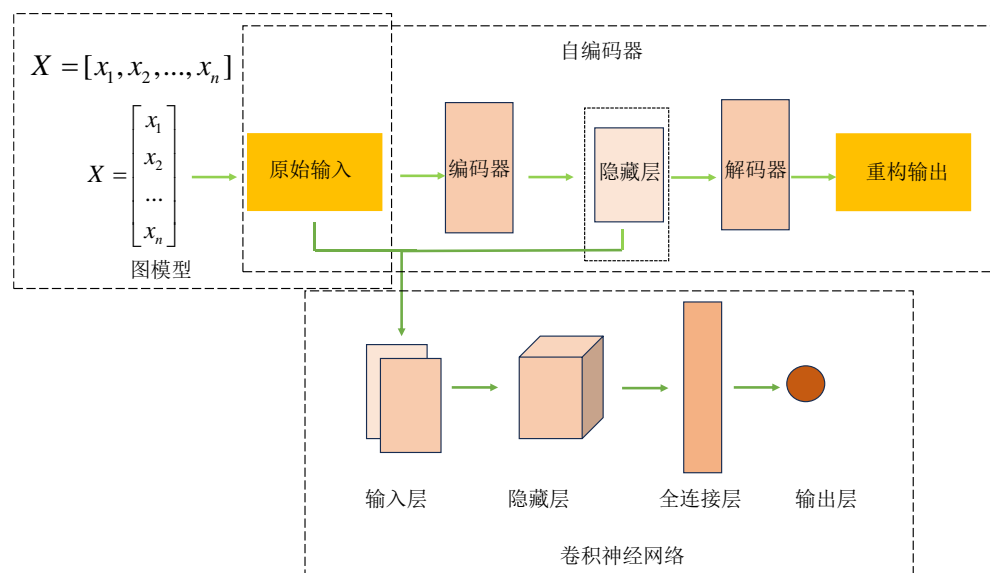 自编码器
X = [x₁, x₂, ..., xₙ]
X = [x₁
x₂
...
xₙ]
图模型
原始输入
编码器
隐藏层
解码器
重构输出
输入层
隐藏层
全连接层
输出层
卷积神经网络